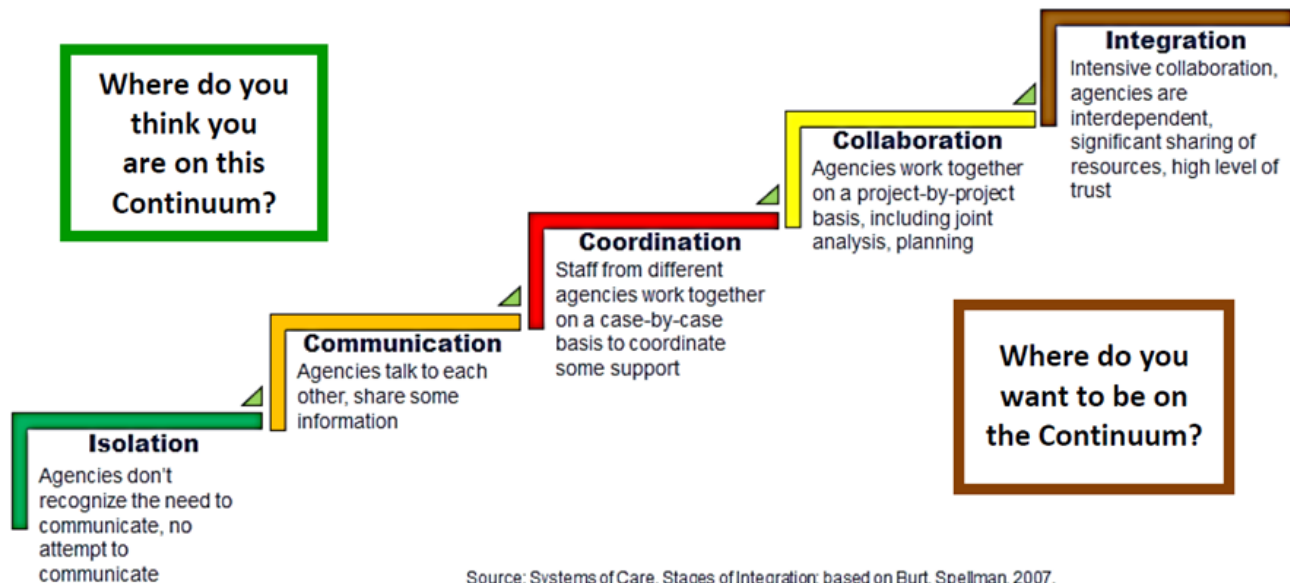 Where do you
think you
are on this
Continuum?
Integration
Intensive collaboration,
agencies are
interdependent,
significant sharing of
resources, high level of
trust
Collaboration
Agencies work together
on a project-by-project
basis, including joint
analysis, planning
Coordination
Staff from different
agencies work together
on a case-by-case
basis to coordinate
some support
Communication
Agencies talk to each
other, share some
information
Isolation
Agencies don't
recognize the need to
communicate, no
attempt to
communicate
Where do you
want to be on
the Continuum?
Source: Systems of Care, Stages of Integration; based on Burt, Spellman, 2007.